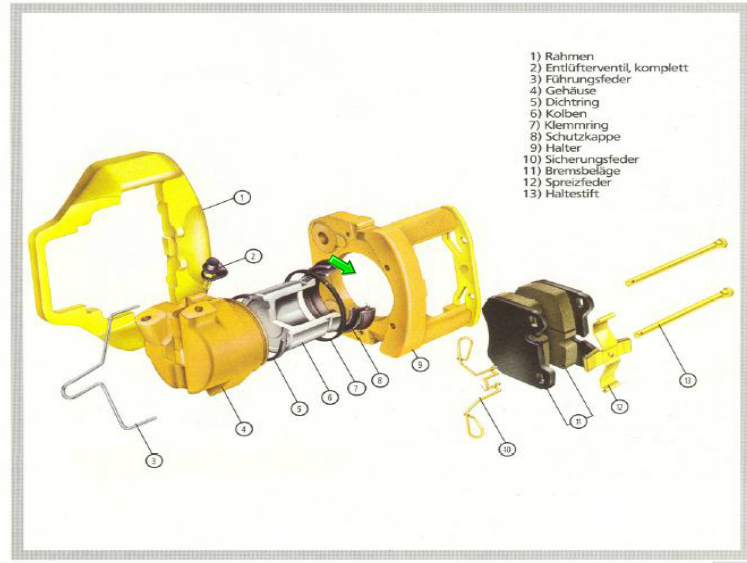 1) Rahmen
2) Entlüfterventil, komplett
3) Führungsfeder
4) Gehäuse
5) Dichtring
6) Kolben
7) Klemmring
8) Schutzkappe
9) Halter
10) Sicherungsfeder
11) Bremsbeläge
12) Spreizfeder
13) Haltestift
1
2
3
4
5
6
7
8
9
10
11
12
13